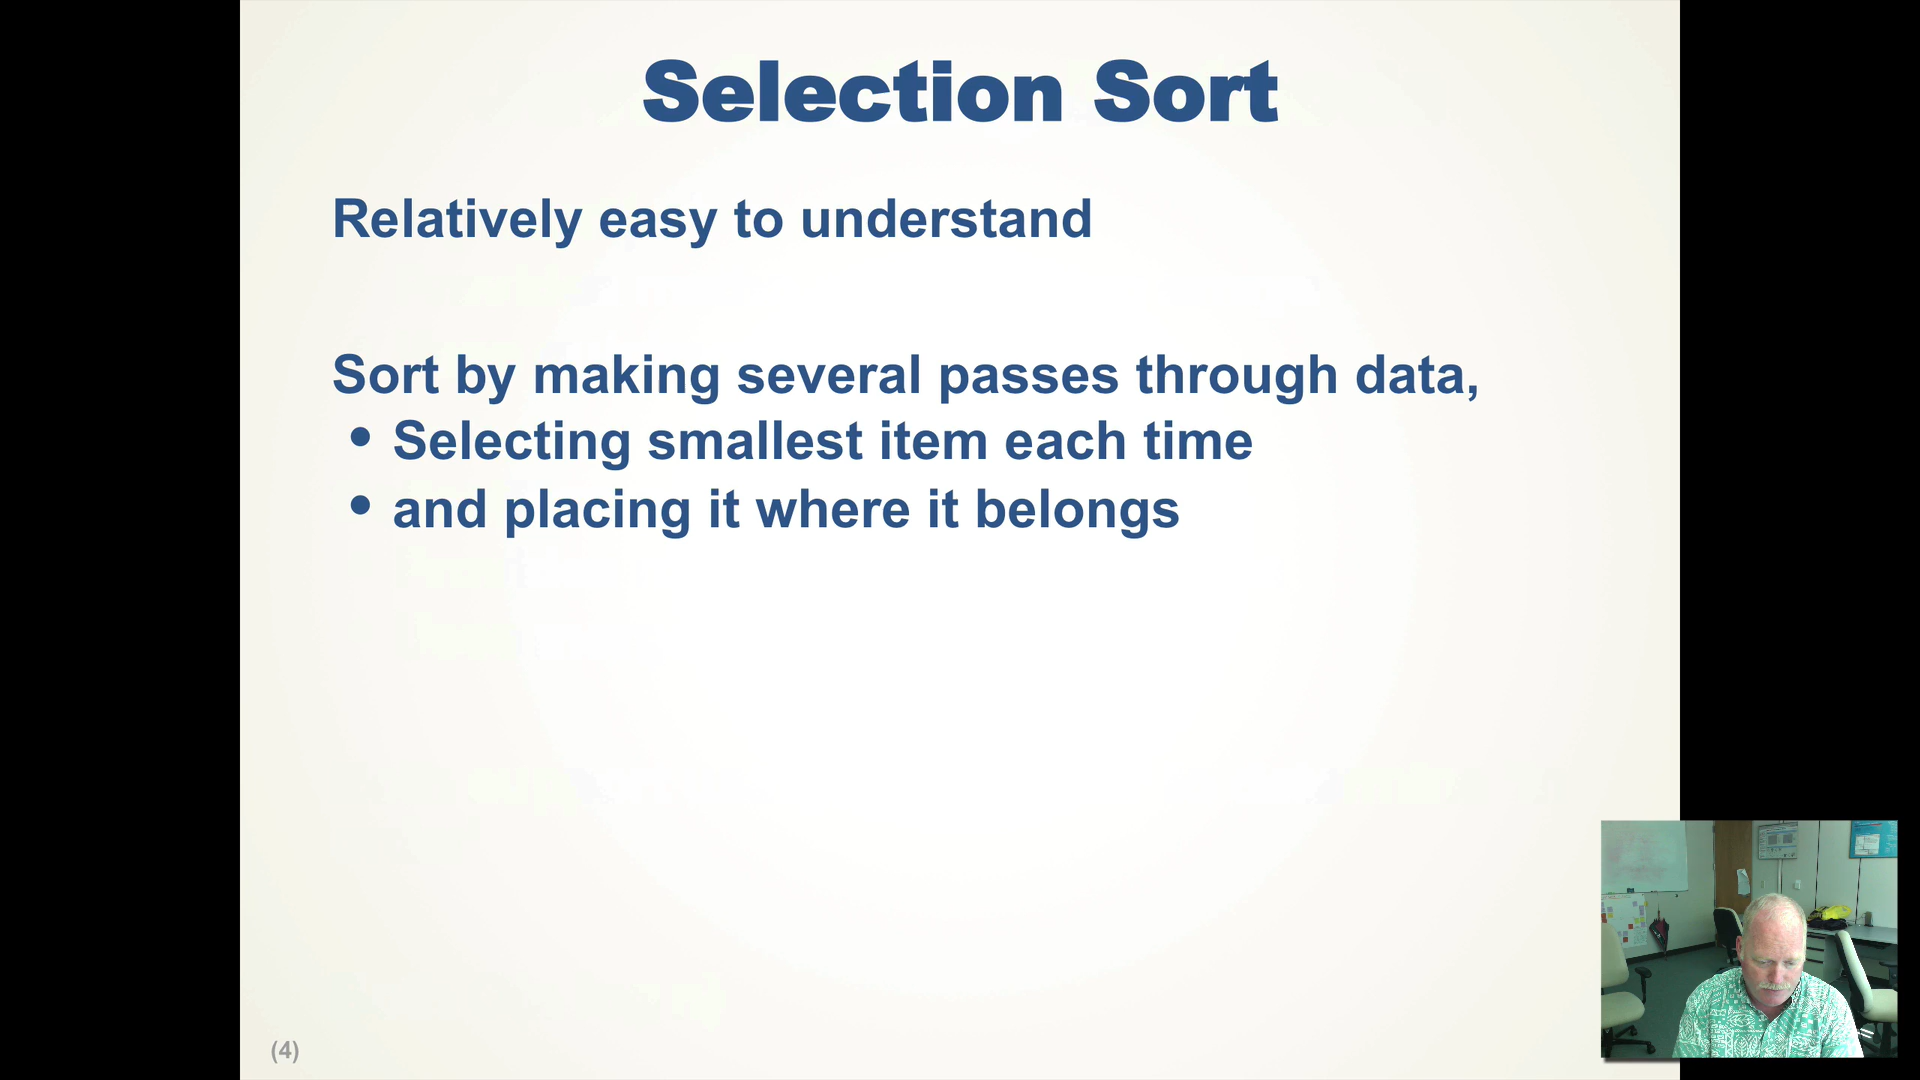 Selection Sort
Relatively easy to understand
Sort by making several passes through data,
• Selecting smallest item each time
• and placing it where it belongs
(4)